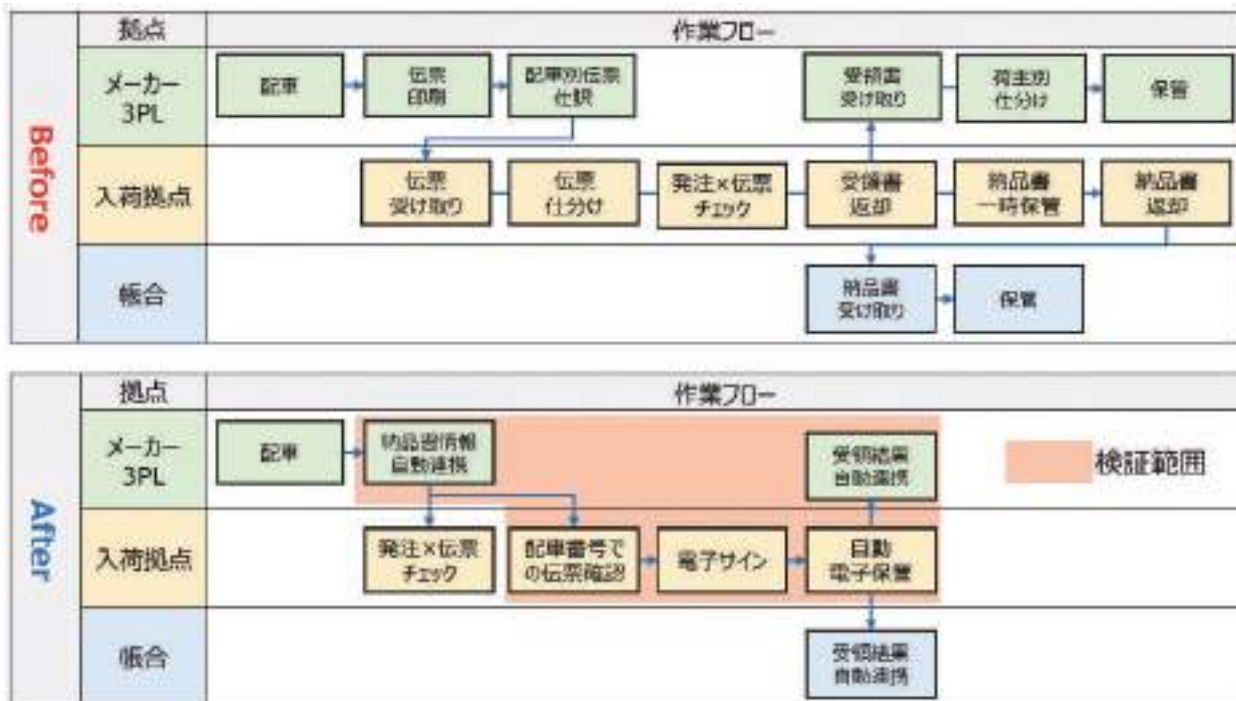 Before
拠点
作業フロー
メーカー
3PL
配車
伝票
印刷
配車別伝票
仕訳
受領書
受け取り
荷主別
仕分け
保管
入荷拠点
伝票
受け取り
伝票
仕分け
発注×伝票
チェック
受領書
返却
納品書
一時保管
納品書
返却
帳合
納品書
受け取り
保管
After
拠点
作業フロー
メーカー
3PL
配車
納品書情報
自動連携
受領結果
自動連携
検証範囲
入荷拠点
発注×伝票
チェック
配車番号で
の伝票確認
電子サイン
自動
電子保管
帳合
受領結果
自動連携